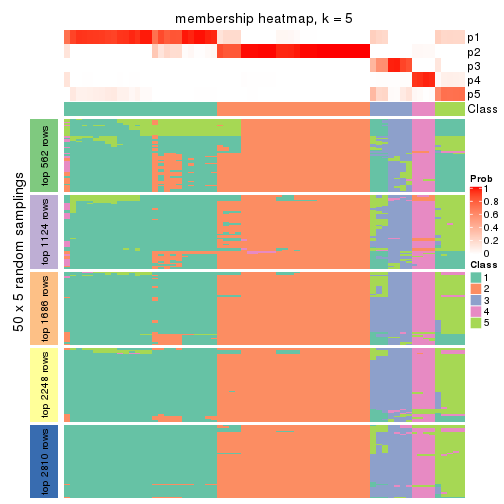 membership heatmap, k = 5
p1
p2
p3
p4
p5
Class
50 x 5 random samplings
top 562 rows
top 1124 rows
top 1686 rows
top 2248 rows
top 2810 rows
Prob
1
0.8
0.6
0.4
0.2
0
Class
1
2
3
4
5